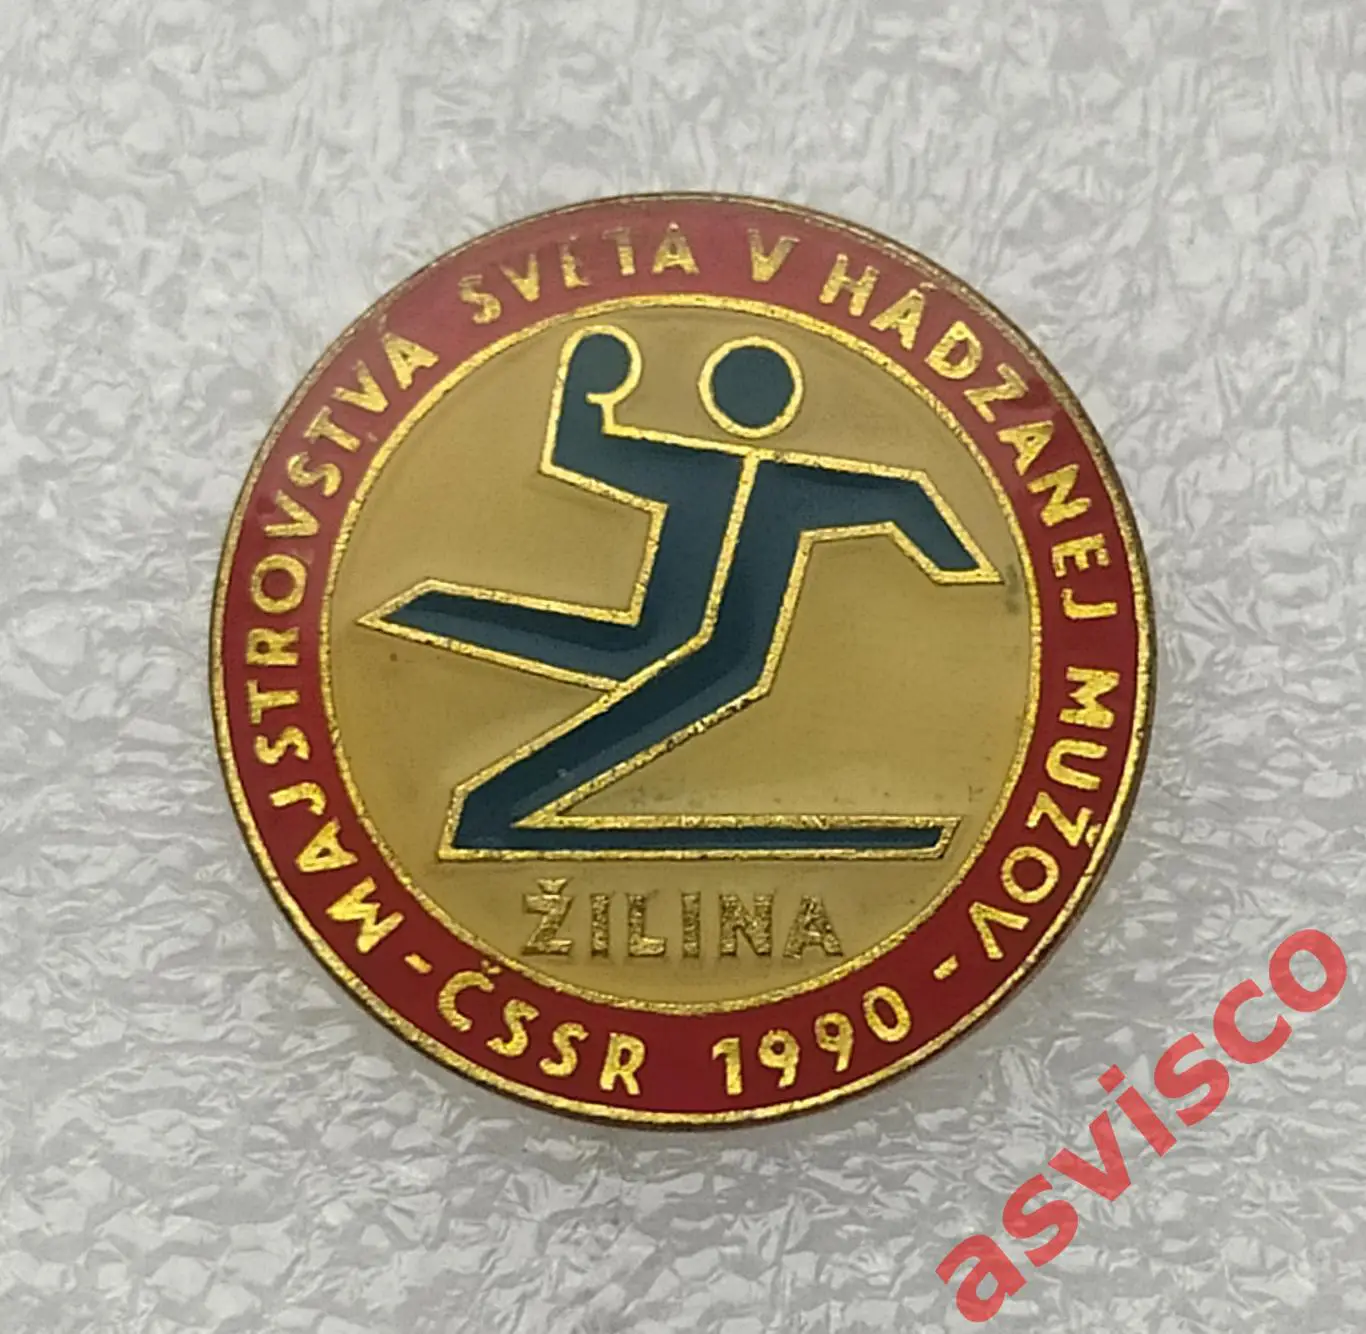 MAJSTROVSTVÁ SVETA V HÁDZANEJ MUŽOV
- ČSSR 1990 -
ŽILINA
asvisco